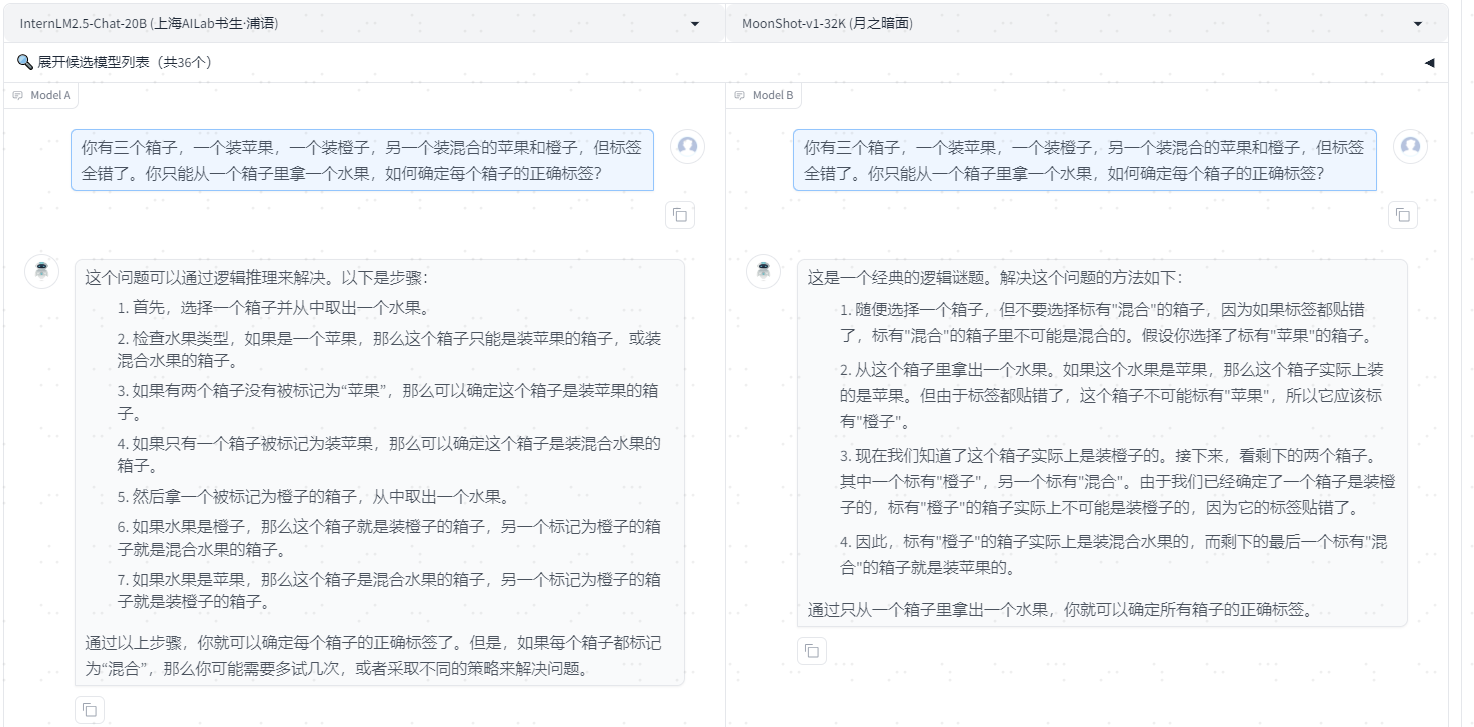 InternLM2.5-Chat-20B (上海AILab书生·浦语)
MoonShot-v1-32K (月之暗面)
展开候选模型列表（共36个）
Model A
你有三个箱子，一个装苹果，一个装橙子，另一个装混合的苹果和橙子，但标签
全错了。你只能从一个箱子里拿一个水果，如何确定每个箱子的正确标签？
这个问题可以通过逻辑推理来解决。以下是步骤：
1. 首先，选择一个箱子并从中取出一个水果。
2. 检查水果类型，如果是一个苹果，那么这个箱子只能是装苹果的箱子，或装
混合水果的箱子。
3. 如果有两个箱子没有被标记为“苹果”，那么可以确定这个箱子是装苹果的箱
子。
4. 如果只有一个箱子被标记为装苹果，那么可以确定这个箱子是装混合水果的
箱子。
5. 然后拿一个被标记为橙子的箱子，从中取出一个水果。
6. 如果水果是橙子，那么这个箱子就是装橙子的箱子，另一个标记为橙子的箱
子就是混合水果的箱子。
7. 如果水果是苹果，那么这个箱子是混合水果的箱子，另一个标记为橙子的箱
子就是装橙子的箱子。
通过以上步骤，你就可以确定每个箱子的正确标签了。但是，如果每个箱子都标记
为“混合”，那么你可能需要多试几次，或者采取不同的策略来解决问题。
Model B
你有三个箱子，一个装苹果，一个装橙子，另一个装混合的苹果和橙子，但标签
全错了。你只能从一个箱子里拿一个水果，如何确定每个箱子的正确标签？
这是一个经典的逻辑谜题。解决这个问题的方法如下：
1. 随便选择一个箱子，但不要选择标有"混合"的箱子，因为如果标签都贴错
了，标有"混合"的箱子里不可能是混合的。假设你选择了标有"苹果"的箱子。
2. 从这个箱子里拿出一个水果。如果这个水果是苹果，那么这个箱子实际上装
的是苹果。但由于标签都贴错了，这个箱子不可能标有"苹果"，所以它应该标
有"橙子"。
3. 现在我们知道了这个箱子实际上是装橙子的。接下来，看剩下的两个箱子。
其中一个标有"橙子"，另一个标有"混合"。由于我们已经确定了一个箱子是装橙
子的，标有"橙子"的箱子实际上不可能是装橙子的，因为它的标签贴错了。
4. 因此，标有"橙子"的箱子实际上是装混合水果的，而剩下的最后一个标有"混
合"的箱子就是装苹果的。
通过只从一个箱子里拿出一个水果，你就可以确定所有箱子的正确标签。